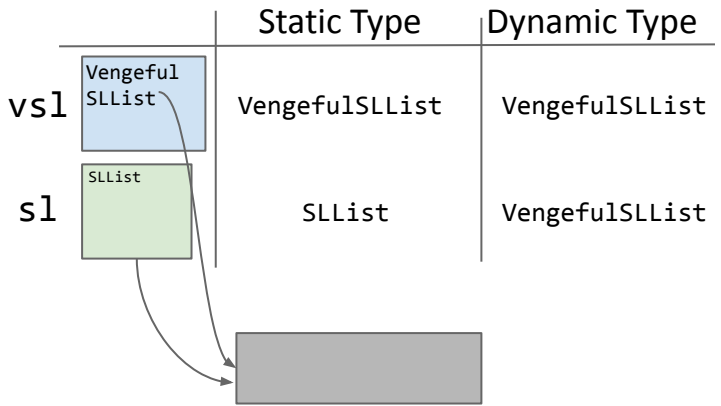 Static Type Dynamic Type
vsl Vengeful SLList VengefulSLList VengefulSLList
sl SLList SLList VengefulSLList